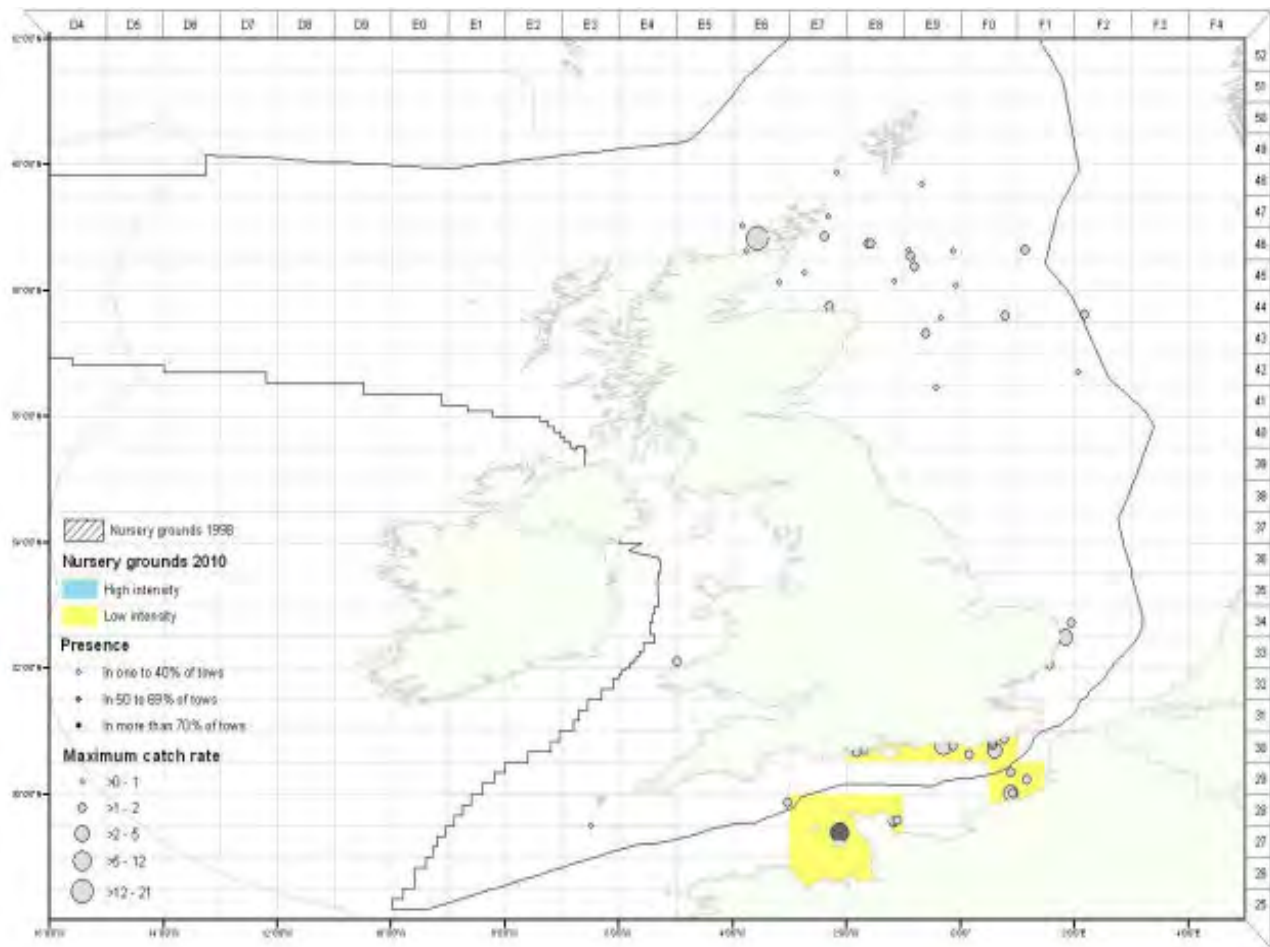 D4 D5 D6 D7 D8 D9 E0 E1 E2 E3 E4 E5 E6 E7 E8 E9 F0 F1 F2 F3 F4
52
51
50
49
48
47
46
45
44
43
42
41
40
39
38
37
36
35
34
33
32
31
30
29
28
27
26
25
Nursery grounds 1998
Nursery grounds 2010
High intensity
Low intensity
Presence
In one to 40% of tows
In 50 to 69% of tows
In more than 70% of tows
Maximum catch rate
>0 - 1
>1 - 2
>2 - 5
>5 - 12
>12 - 21